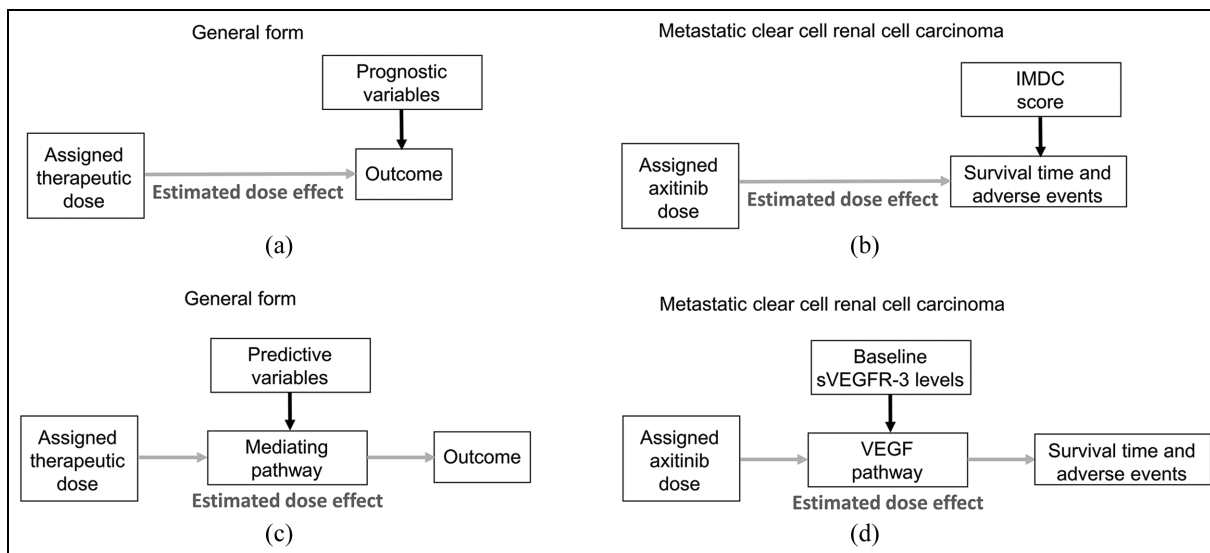 General form
Prognostic
variables
Assigned
therapeutic
dose
Outcome
Estimated dose effect
(a)
Metastatic clear cell renal cell carcinoma
IMDC
score
Assigned
axitinib
dose
Survival time and
adverse events
Estimated dose effect
(b)
General form
Predictive
variables
Assigned
therapeutic
dose
Mediating
pathway
Outcome
Estimated dose effect
(c)
Metastatic clear cell renal cell carcinoma
Baseline
sVEGFR-3 levels
Assigned
axitinib
dose
VEGF
pathway
Survival time and
adverse events
Estimated dose effect
(d)